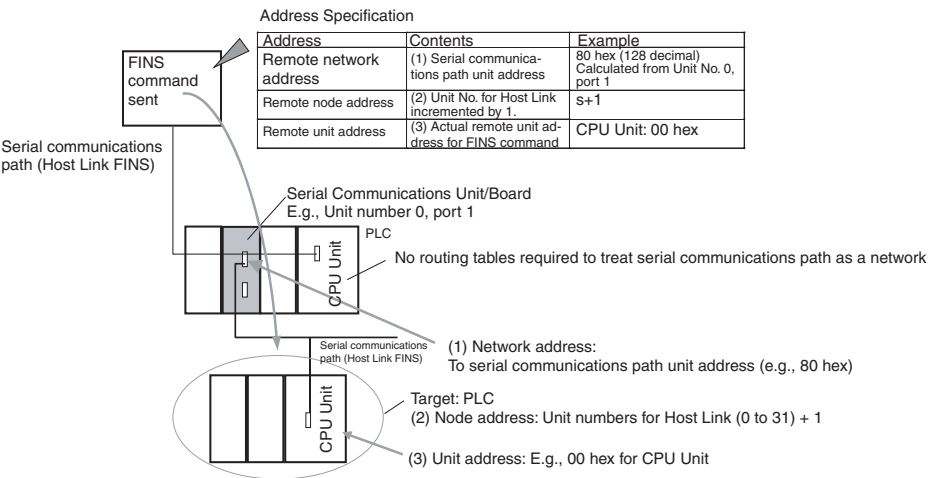 Address Specification
Address Contents Example
Remote network address
(1) Serial communica-
tions path unit address
80 hex (128 decimal)
Calculated from Unit No. 0,
port 1
Remote node address
(2) Unit No. for Host Link
incremented by 1.
s+1
Remote unit address
(3) Actual remote unit ad-
dress for FINS command
CPU Unit: 00 hex
FINS
command
sent
Serial communications
path (Host Link FINS)
Serial Communications Unit/Board
E.g., Unit number 0, port 1
PLC
CPU Unit
No routing tables required to treat serial communications path as a network
Serial communications
path (Host Link FINS)
(1) Network address:
To serial communications path unit address (e.g., 80 hex)
CPU Unit
Target: PLC
(2) Node address: Unit numbers for Host Link (0 to 31) + 1
(3) Unit address: E.g., 00 hex for CPU Unit